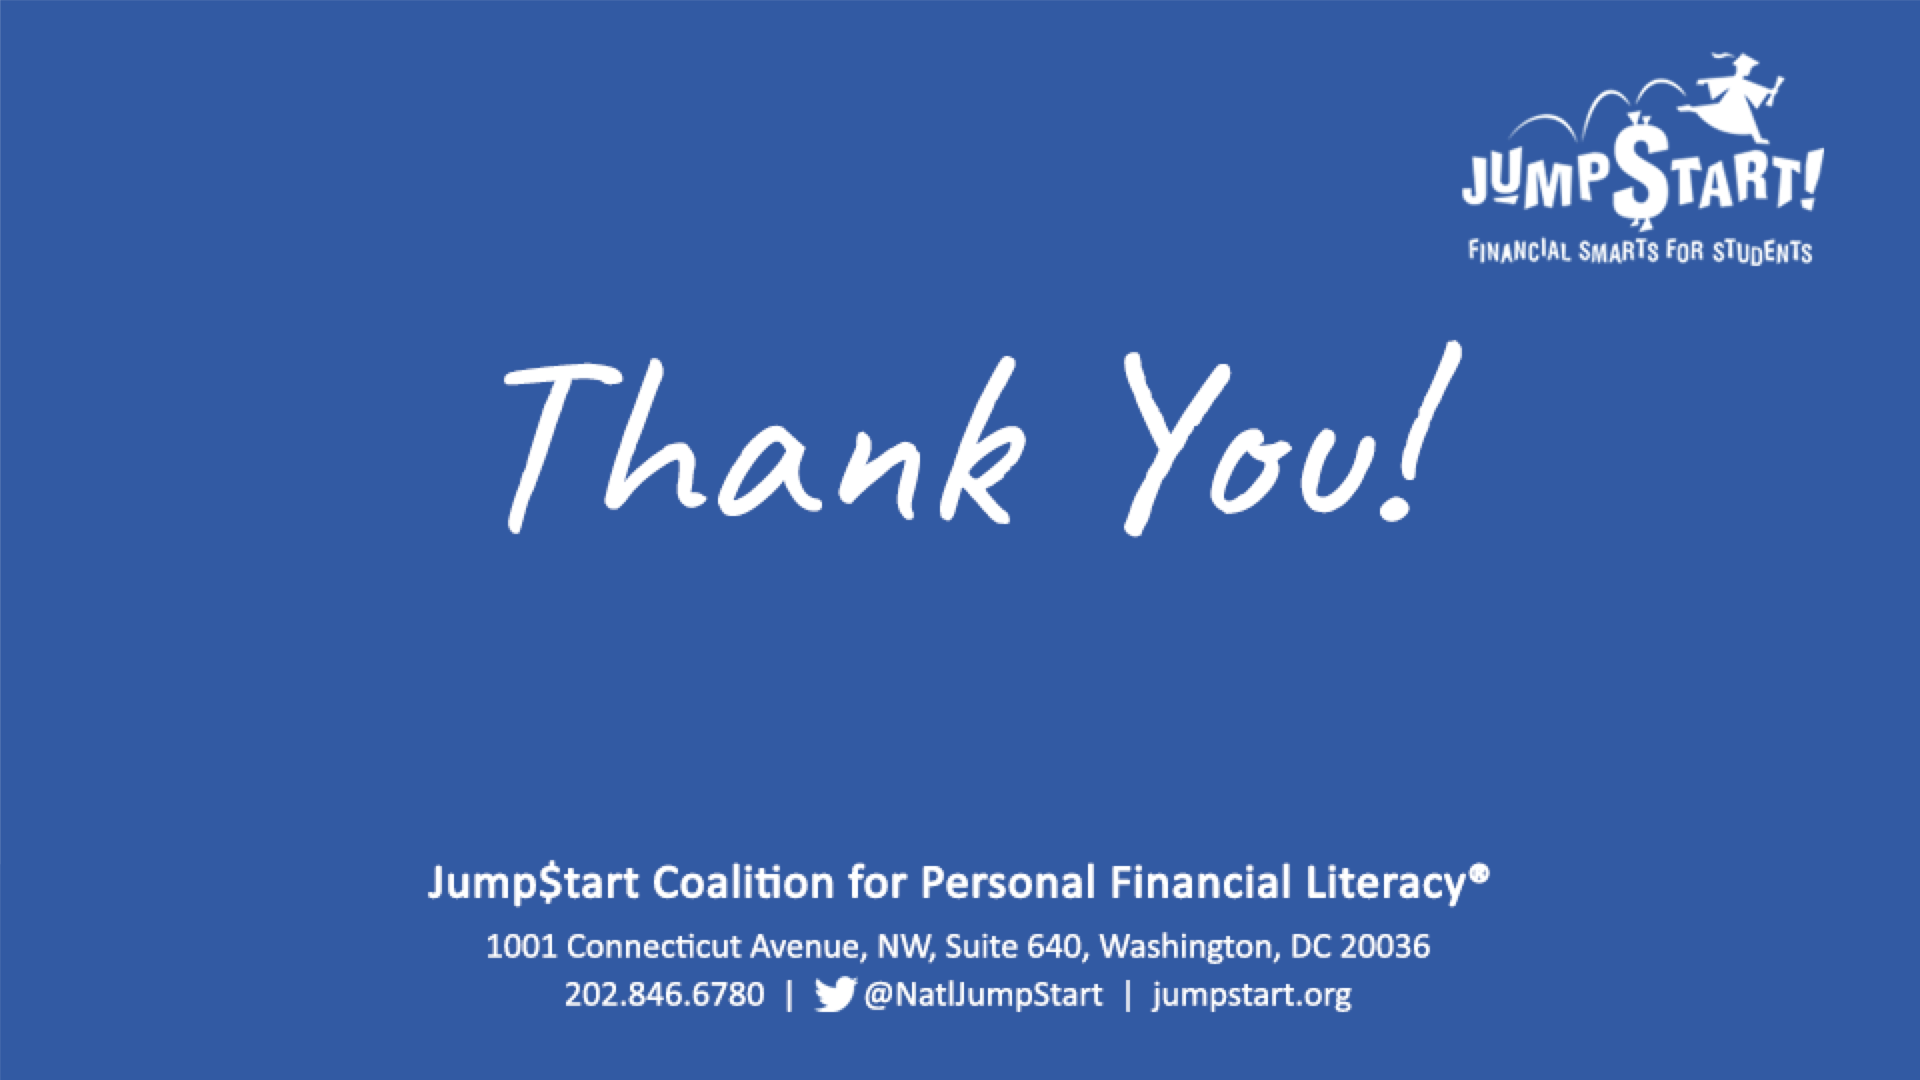 JUMP$TART!
FINANCIAL SMARTS FOR STUDENTS
Thank You!
Jump$tart Coalition for Personal Financial Literacy®
1001 Connecticut Avenue, NW, Suite 640, Washington, DC 20036
202.846.6780 | @NatlJumpStart | jumpstart.org